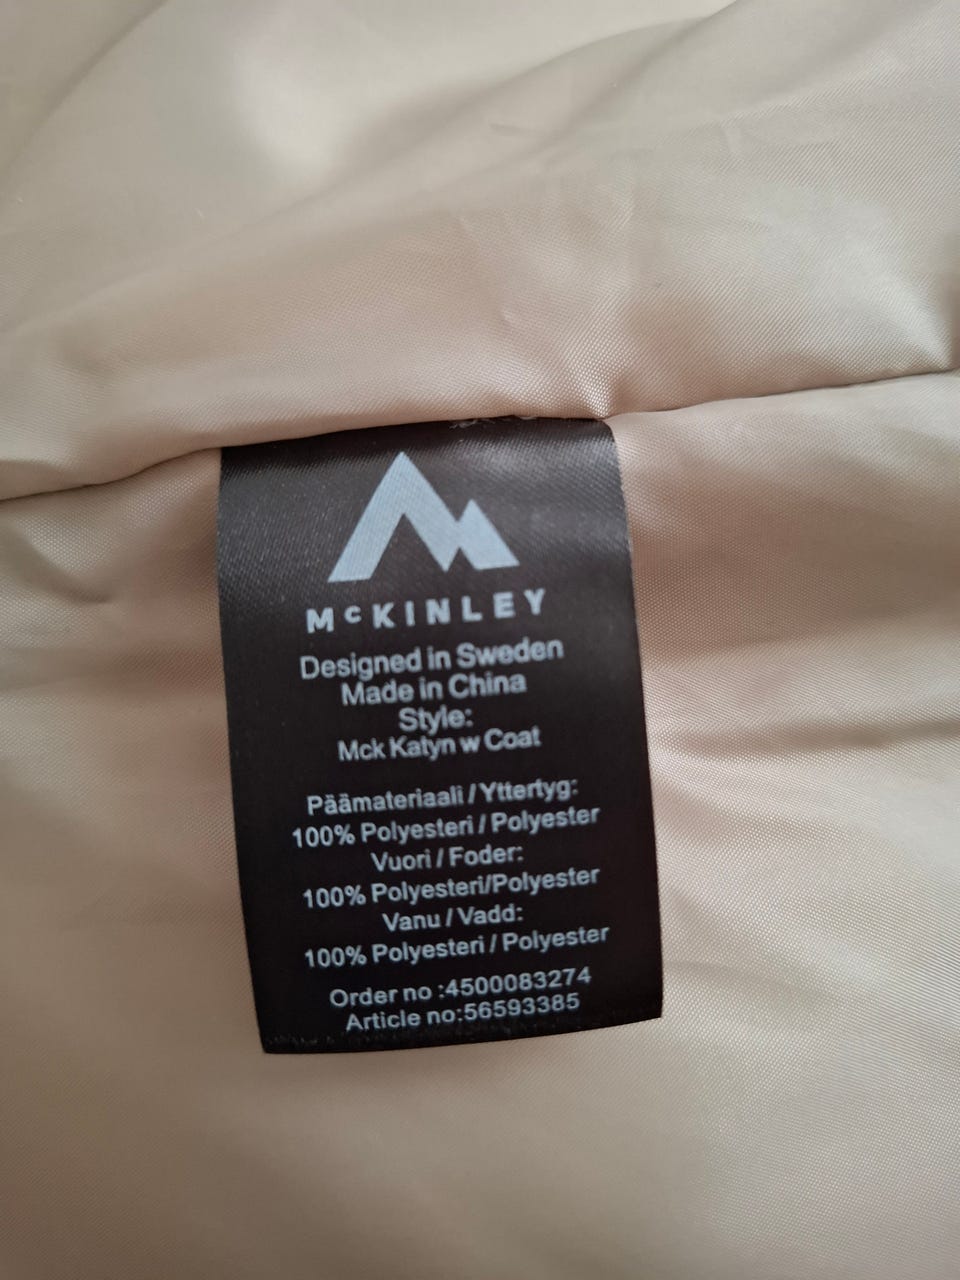 McKINLEY
Designed in Sweden
Made in China
Style:
Mck Katyn w Coat
Päämateriaali / Yttertyg:
100% Polyesteri / Polyester
Vuori / Foder:
100% Polyesteri/Polyester
Vanu / Vadd:
100% Polyesteri / Polyester
Order no :4500083274
Article no:56593385